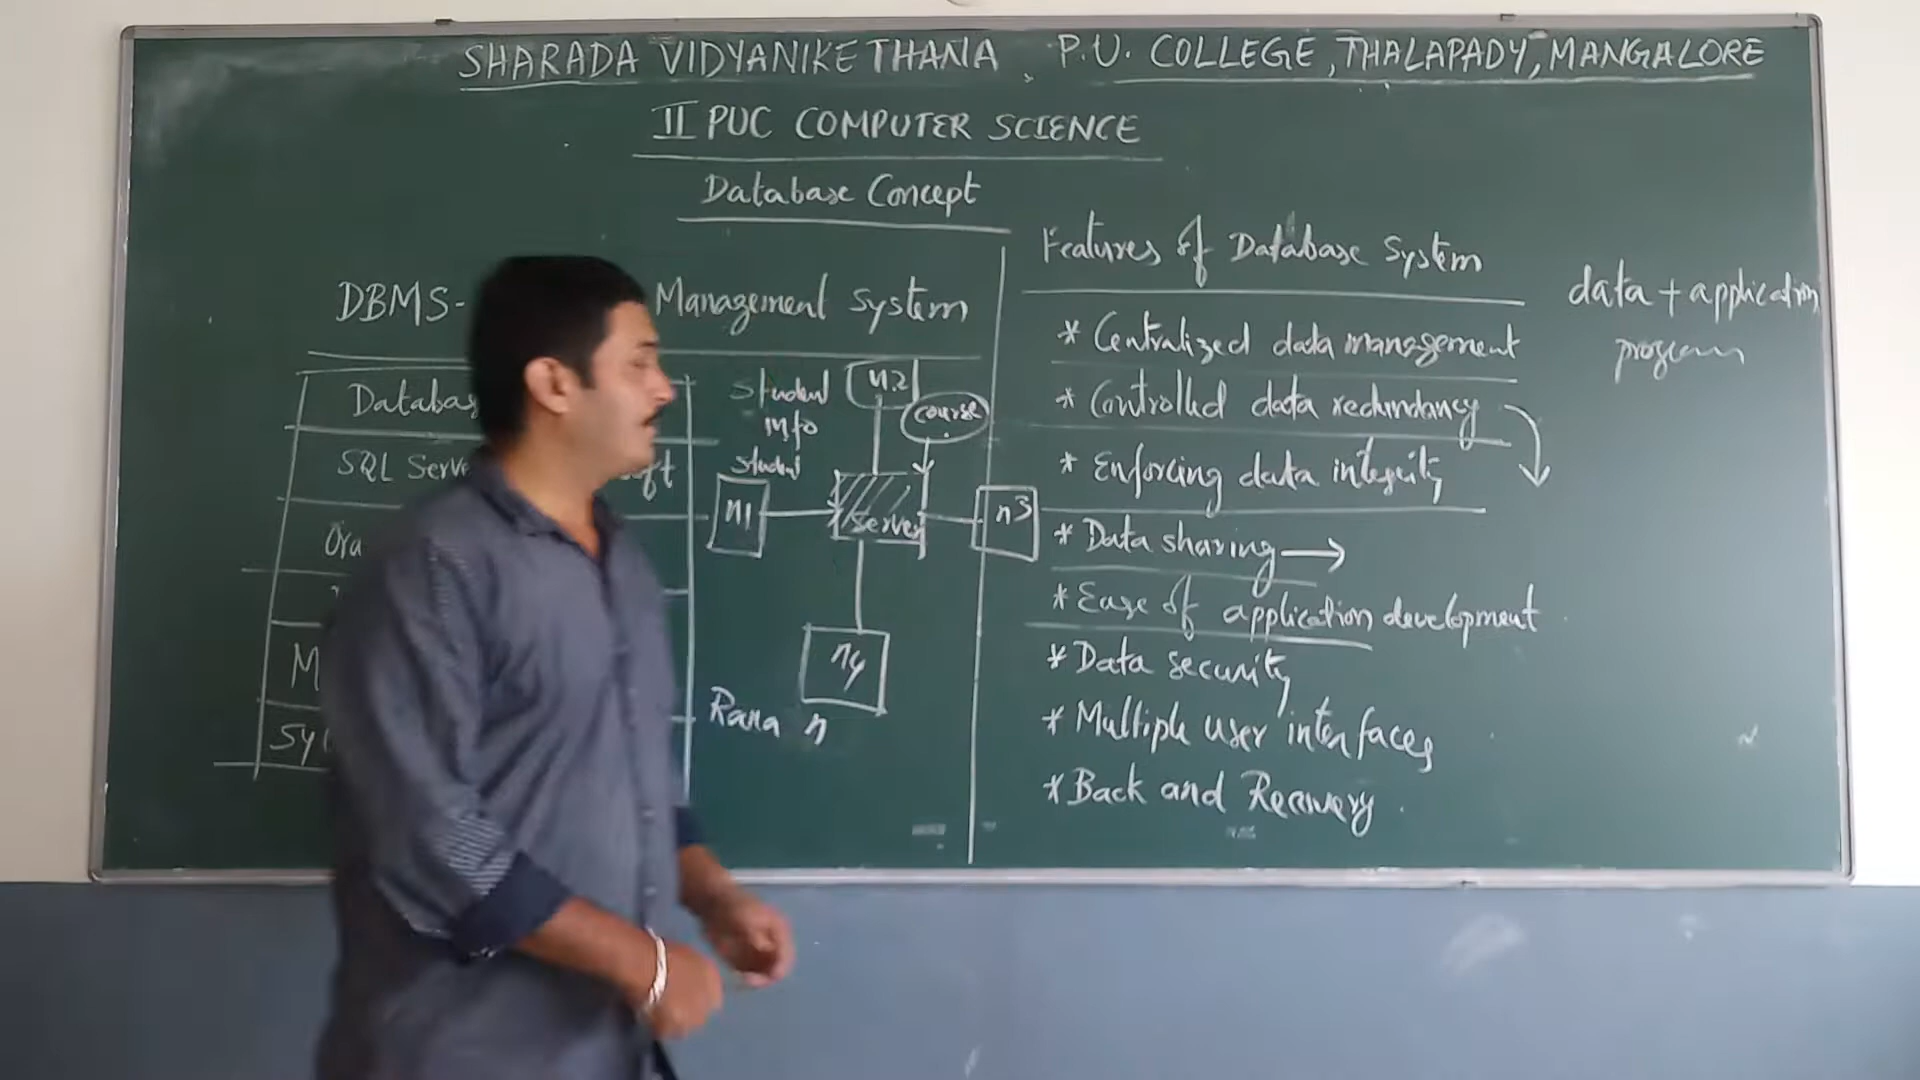 SHARADA VIDYANIKETHANA P.U. COLLEGE, THALAPADY, MANGALORE
II PUC COMPUTER SCIENCE
Database Concept
DBMS- Management System
Databas
SQL Serve
oft
Ora
M
Sy
student
info
student
n2
course
n1
server
n3
n4
Rama n
Features of Database System
* Centralized data management
* Controlled data redundancy
* Enforcing data integrity
* Data sharing →
* Ease of application development
* Data security
* Multiple user interfaces
* Back and Recovery
data + application
program